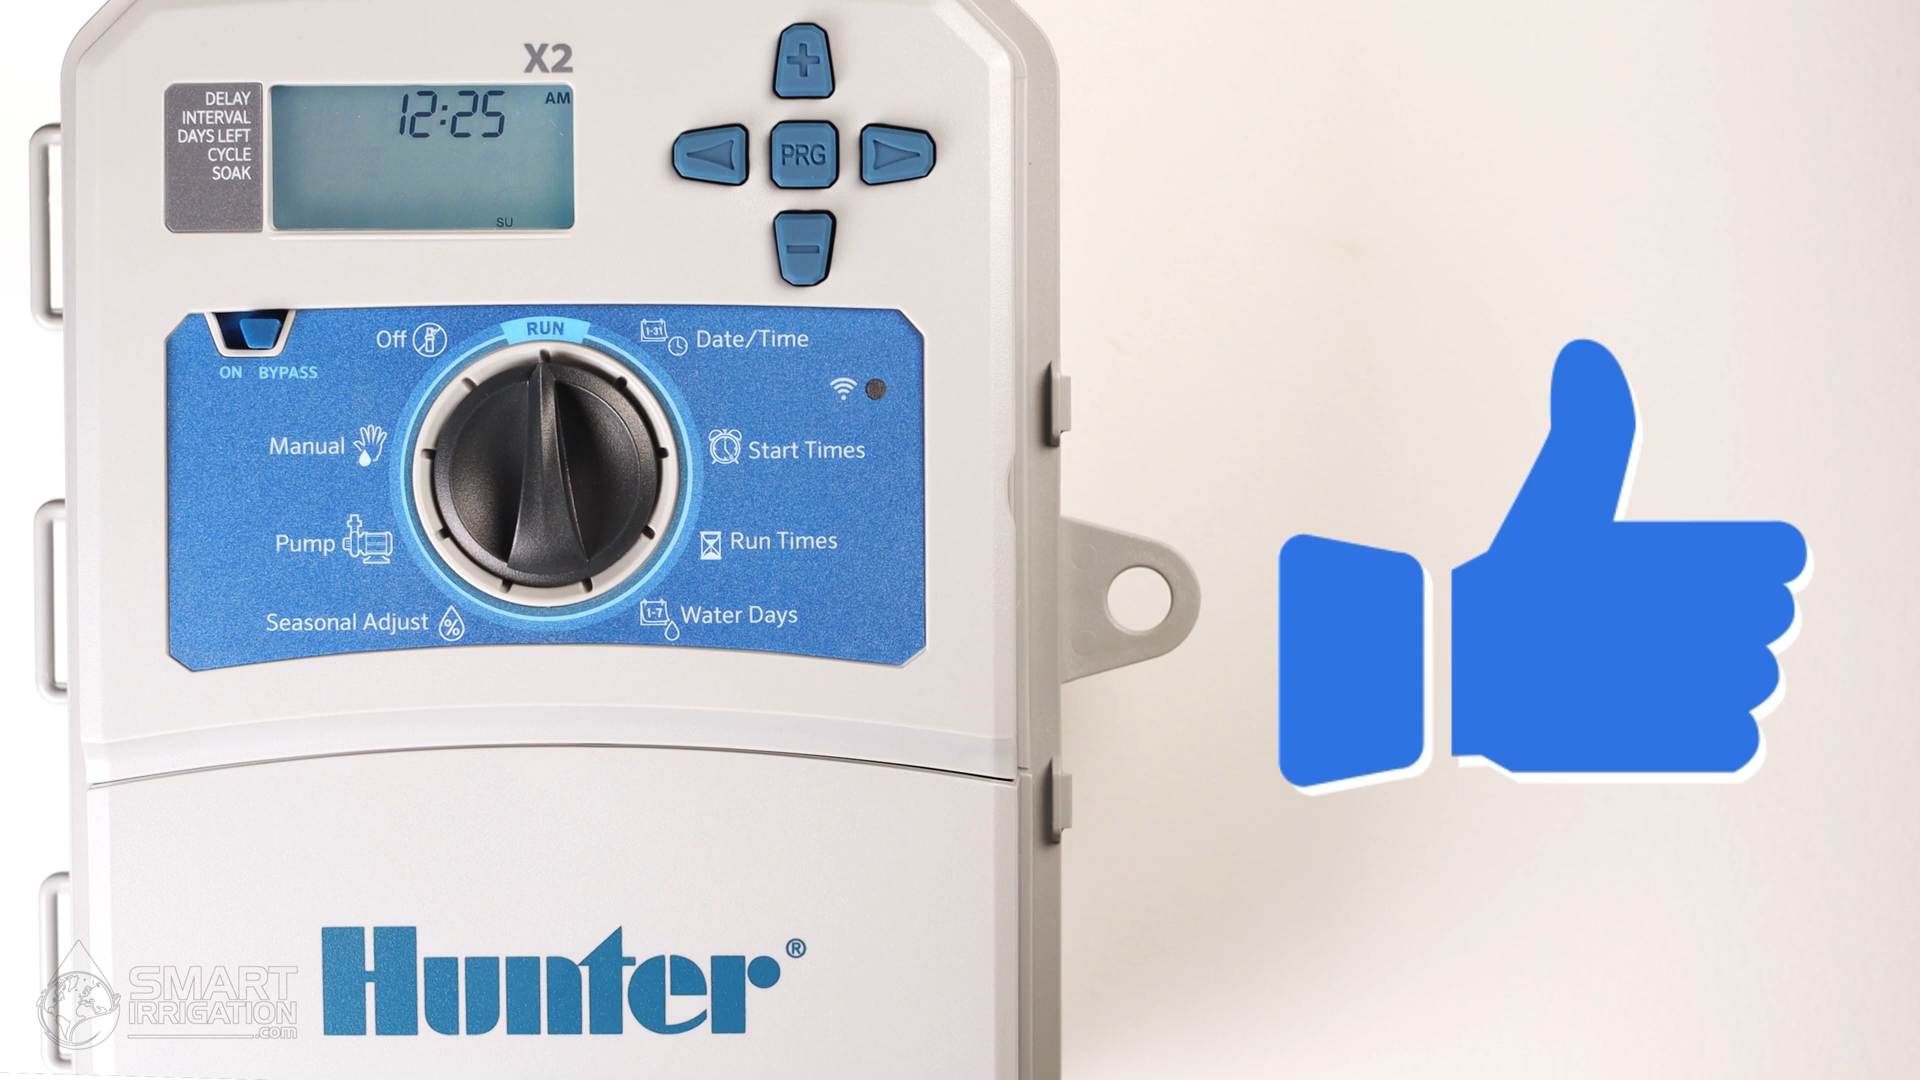 X2
DELAY
INTERVAL
DAYS LEFT
CYCLE
SOAK
12:25 AM
SU
+
PRG
-
ON BYPASS
Off
RUN
1-31
Date/Time
Manual
Start Times
Pump
Run Times
Seasonal Adjust %
1-7
Water Days
Hunter®
SMART
IRRIGATION
.com